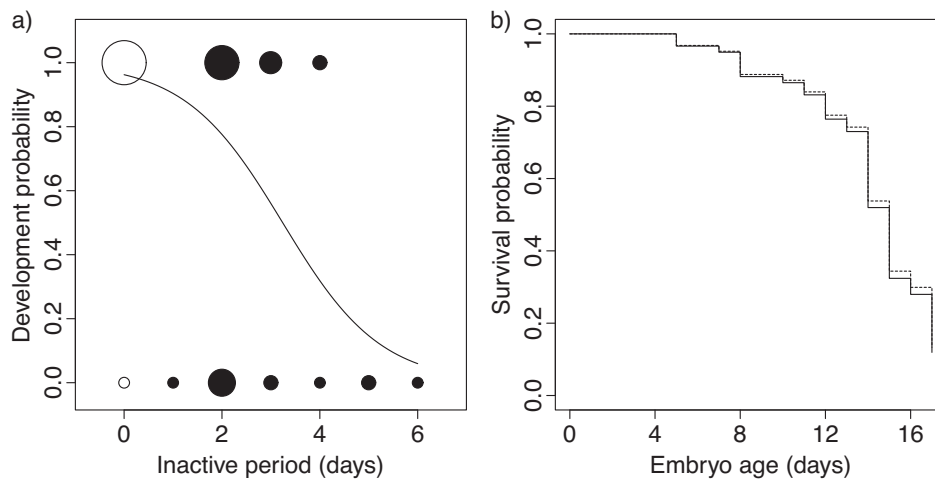 a)
Development probability
1.0
0.8
0.6
0.4
0.2
0.0
0 2 4 6
Inactive period (days)
b)
Survival probability
1.0
0.8
0.6
0.4
0.2
0.0
0 4 8 12 16
Embryo age (days)